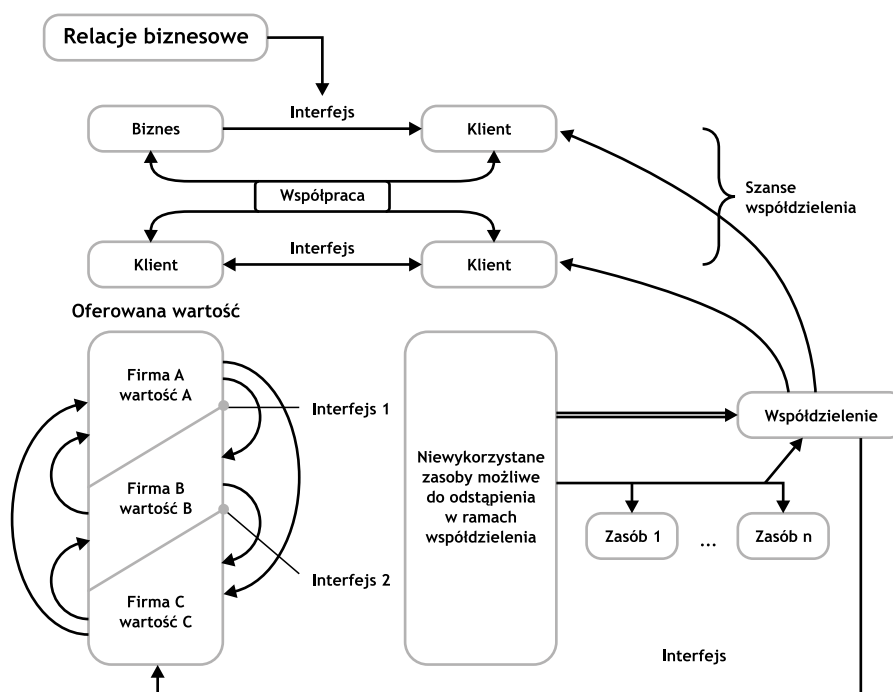 Relacje biznesowe
Interfejs
Biznes
Klient
Współpraca
Szanse
współdzielenia
Klient
Interfejs
Klient
Oferowana wartość
Firma A
wartość A
Interfejs 1
Firma B
wartość B
Interfejs 2
Firma C
wartość C
Niewykorzystane
zasoby możliwe
do odstąpienia
w ramach
współdzielenia
Współdzielenie
Zasób 1
...
Zasób n
Interfejs